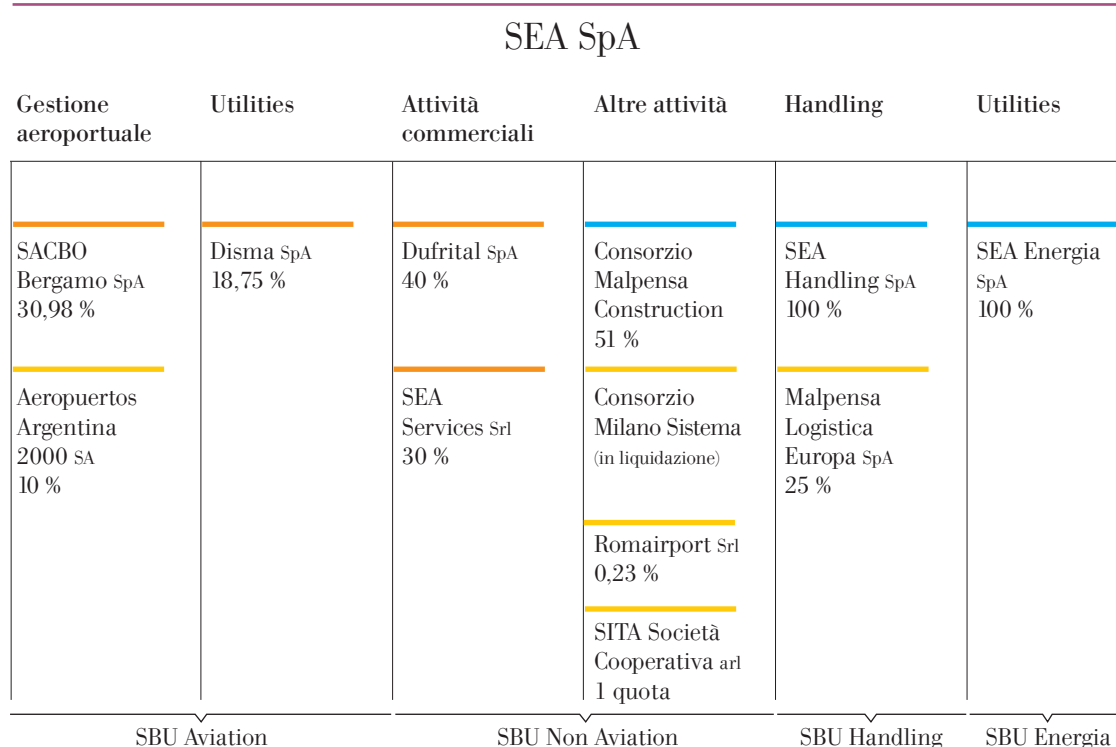 SEA SpA
Gestione
aeroportuale
Utilities
Attività
commerciali
Altre attività
Handling
Utilities
SACBO
Bergamo SpA
30,98 %
Aeropuertos
Argentina
2000 SA
10 %
Disma SpA
18,75 %
Dufrital SpA
40 %
SEA
Services Srl
30 %
Consorzio
Malpensa
Construction
51 %
Consorzio
Milano Sistema
(in liquidazione)
Romairport Srl
0,23 %
SITA Società
Cooperativa arl
1 quota
SEA
Handling SpA
100 %
Malpensa
Logistica
Europa SpA
25 %
SEA Energia
SpA
100 %
SBU Aviation
SBU Non Aviation
SBU Handling
SBU Energia